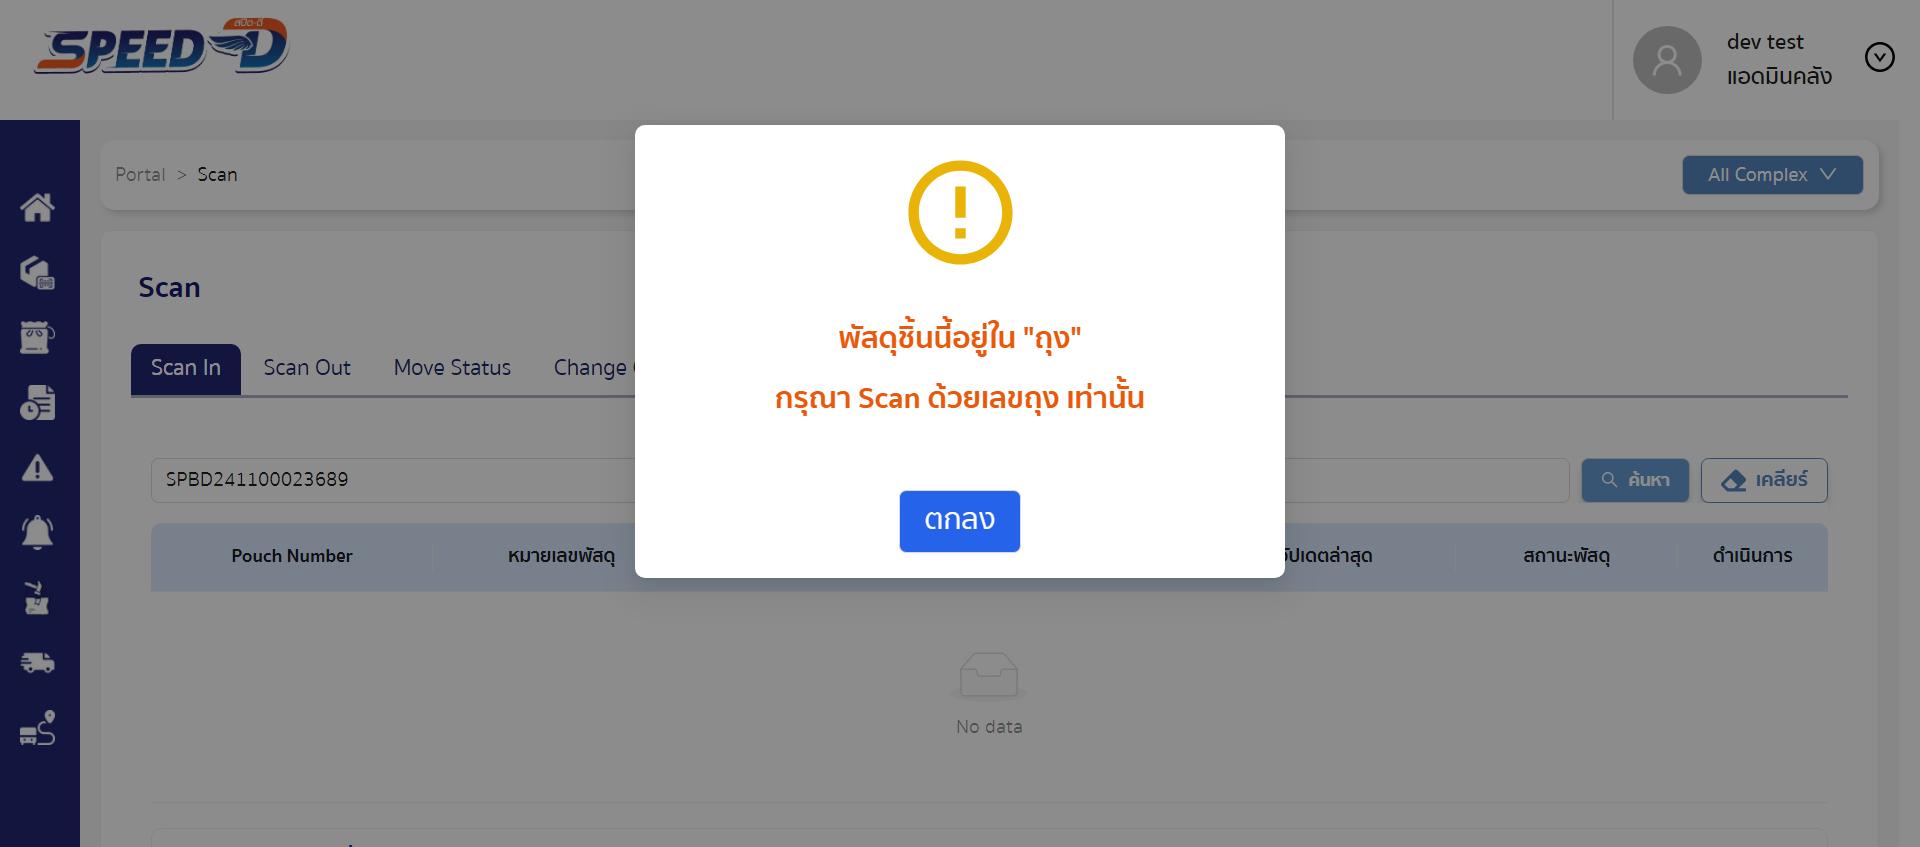 สปีด-ดี
SPEED-D
dev test
แอดมินคลัง
Portal > Scan
All Complex
Scan
Scan In
Scan Out
Move Status
Change
พัสดุชิ้นนี้อยู่ใน "ถุง"
กรุณา Scan ด้วยเลขถุง เท่านั้น
ตกลง
SPBD241100023689
ค้นหา
เคลียร์
Pouch Number
หมายเลขพัสดุ
อัปเดตล่าสุด
สถานะพัสดุ
ดำเนินการ
No data